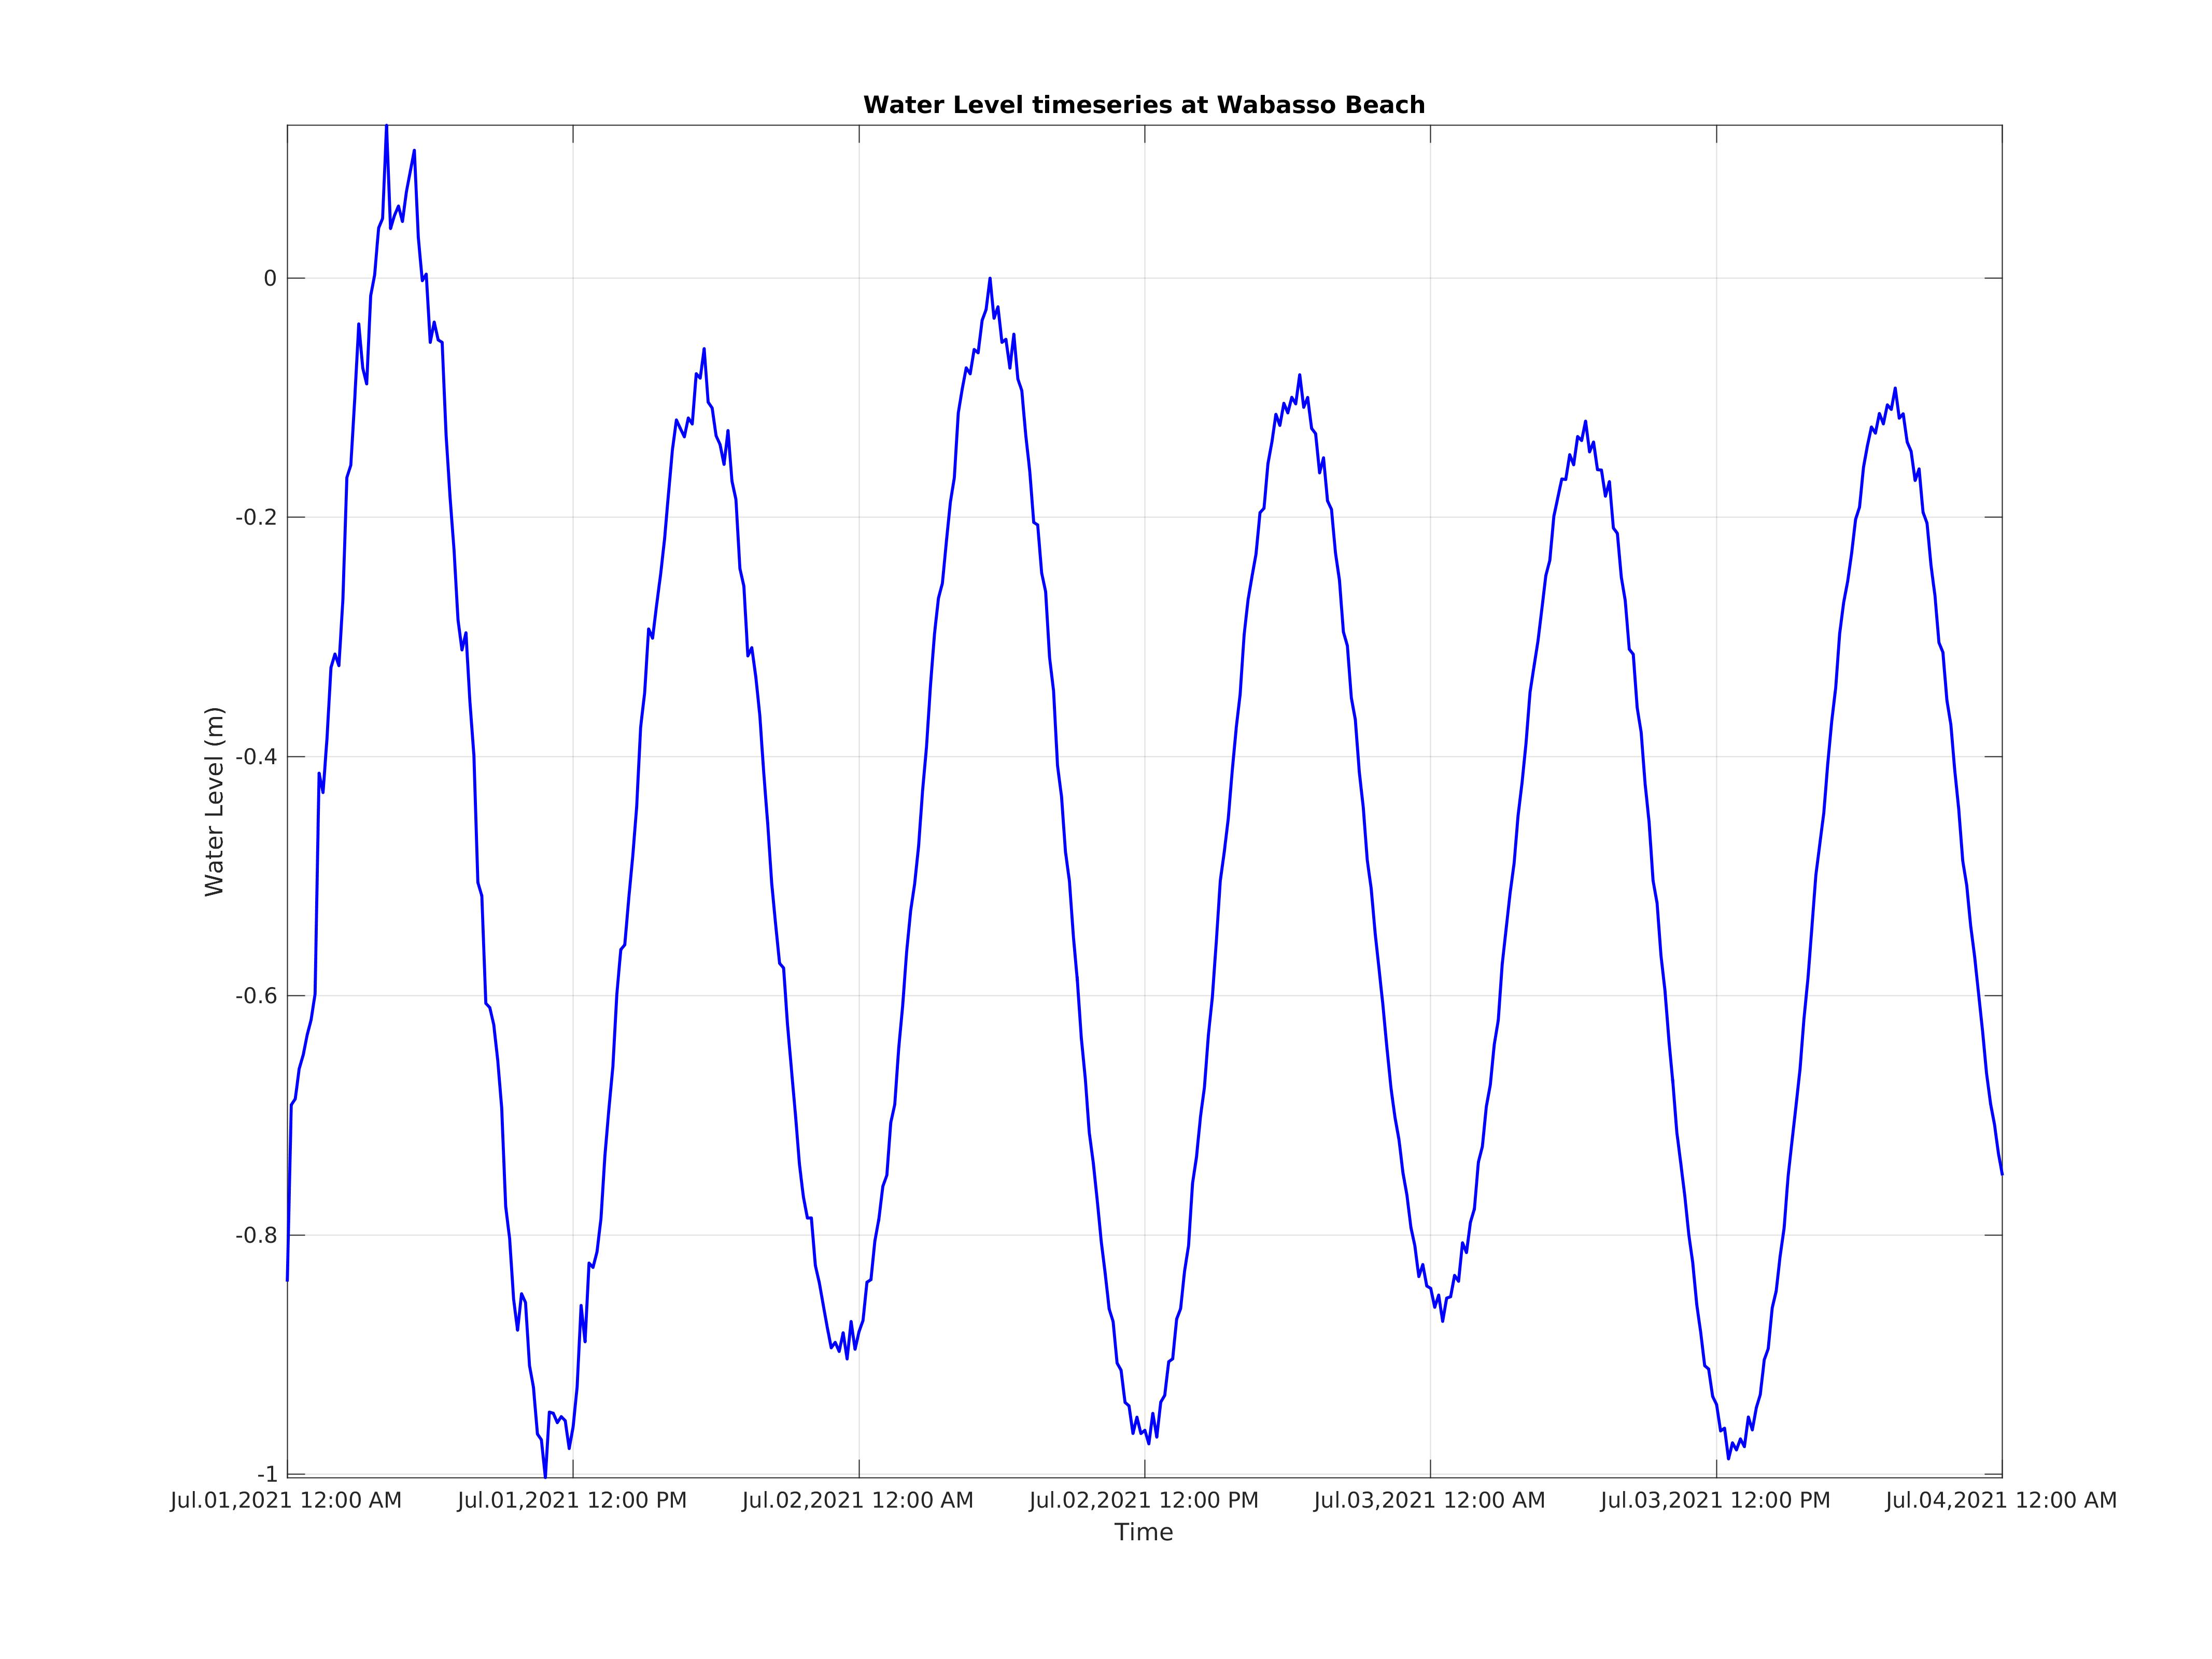 Water Level timeseries at Wabasso Beach
Water Level (m)
0
-0.2
-0.4
-0.6
-0.8
-1
Jul.01,2021 12:00 AM
Jul.01,2021 12:00 PM
Jul.02,2021 12:00 AM
Jul.02,2021 12:00 PM
Jul.03,2021 12:00 AM
Jul.03,2021 12:00 PM
Jul.04,2021 12:00 AM
Time